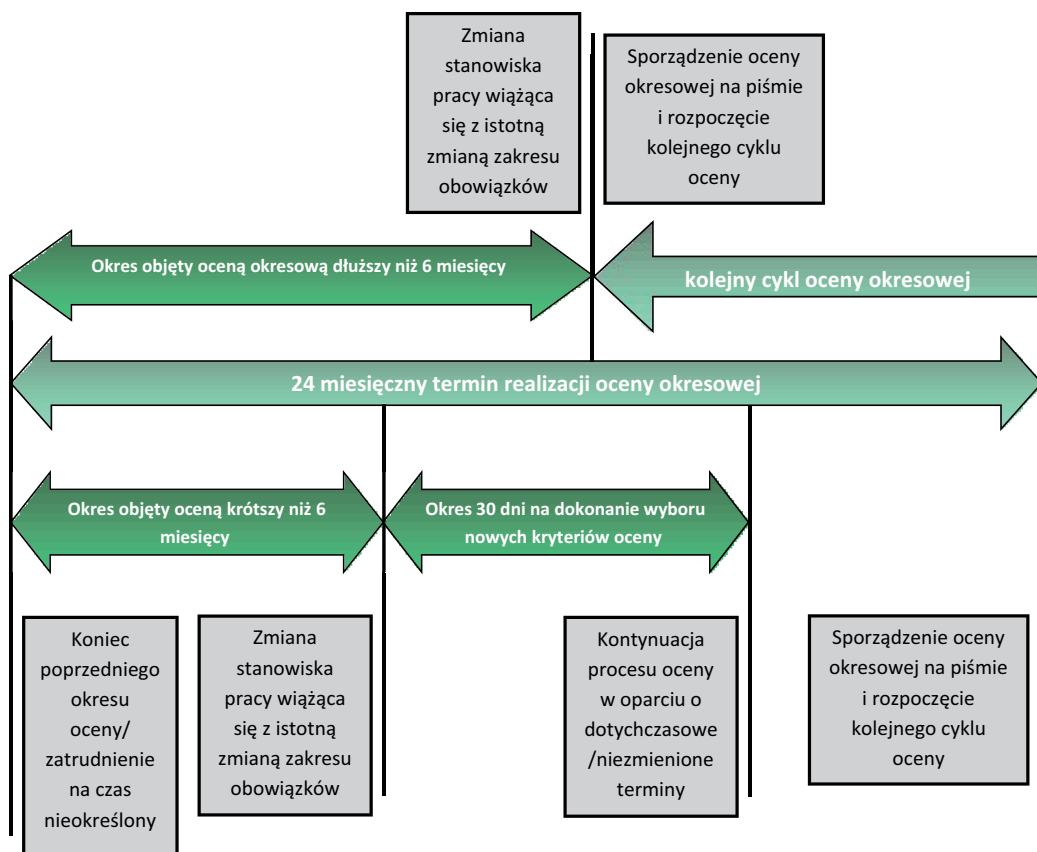 Zmiana
stanowiska
pracy wiążąca
się z istotną
zmianą zakresu
obowiązków
Sporządzenie oceny
okresowej na piśmie
i rozpoczęcie
kolejnego cyklu
oceny
Okres objęty oceną okresową dłuższy niż 6 miesięcy
kolejny cykl oceny okresowej
24 miesięczny termin realizacji oceny okresowej
Okres objęty oceną krótszy niż 6
miesięcy
Okres 30 dni na dokonanie wyboru
nowych kryteriów oceny
Koniec
poprzedniego
okresu
oceny/
zatrudnienie
na czas
nieokreślony
Zmiana
stanowiska
pracy wiążąca
się z istotną
zmianą zakresu
obowiązków
Kontynuacja
procesu oceny
w oparciu o
dotychczasowe
/niezmienione
terminy
Sporządzenie oceny
okresowej na piśmie
i rozpoczęcie
kolejnego cyklu
oceny